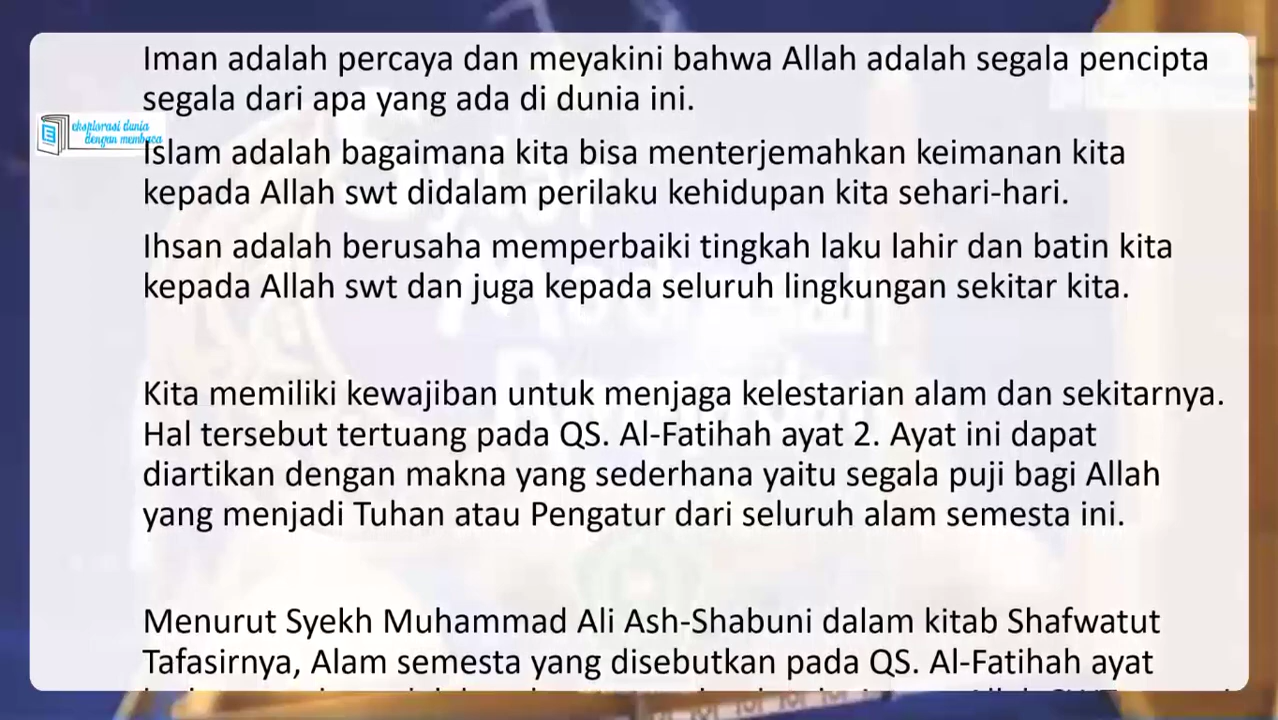 Iman adalah percaya dan meyakini bahwa Allah adalah segala pencipta
segala dari apa yang ada di dunia ini.
eksplorasi dunia
dengan membaca
Islam adalah bagaimana kita bisa menterjemahkan keimanan kita
kepada Allah swt didalam perilaku kehidupan kita sehari-hari.
Ihsan adalah berusaha memperbaiki tingkah laku lahir dan batin kita
kepada Allah swt dan juga kepada seluruh lingkungan sekitar kita.
Kita memiliki kewajiban untuk menjaga kelestarian alam dan sekitarnya.
Hal tersebut tertuang pada QS. Al-Fatihah ayat 2. Ayat ini dapat
diartikan dengan makna yang sederhana yaitu segala puji bagi Allah
yang menjadi Tuhan atau Pengatur dari seluruh alam semesta ini.
Menurut Syekh Muhammad Ali Ash-Shabuni dalam kitab Shafwatut
Tafasirnya, Alam semesta yang disebutkan pada QS. Al-Fatihah ayat